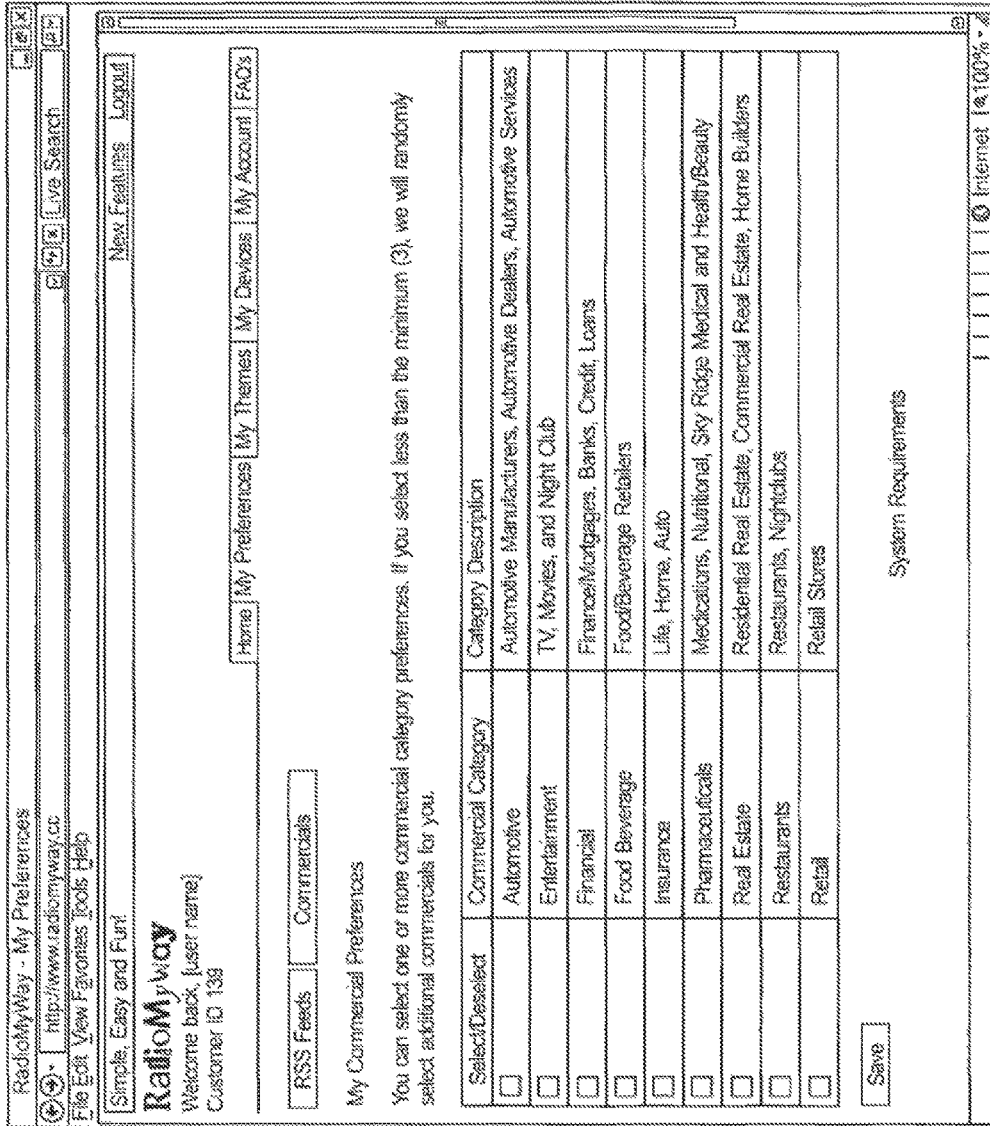 RadioMyWay - My Preferences
http://www.radiomyway.cc
Live Search
File Edit View Favorites Tools Help
Simple, Easy and Fun!
New Features Logout
RadioMyWay
Welcome back, [user name]
Customer ID 139
Home My Preferences My Themes My Devices My Account FAQ's
RSS Feeds Commercials
My Commercial Preferences
You can select one or more commercial category preferences. If you select less than the minimum (3), we will randomly
select additional commercials for you.
Select/Deselect Commercial Category Category Description
Automotive Automotive Manufacturers, Automotive Dealers, Automotive Services
Entertainment TV, Movies, and Night Club
Financial Finance/Mortgages, Banks, Credit, Loans
Food Beverage Food/Beverage Retailers
Insurance Life, Home, Auto
Pharmaceuticals Medications, Nutritional, Sky Ridge Medical and Health/Beauty
Real Estate Residential Real Estate, Commercial Real Estate, Home Builders
Restaurants Restaurants, Nightclubs
Retail Retail Stores
Save
System Requirements
Internet 100%